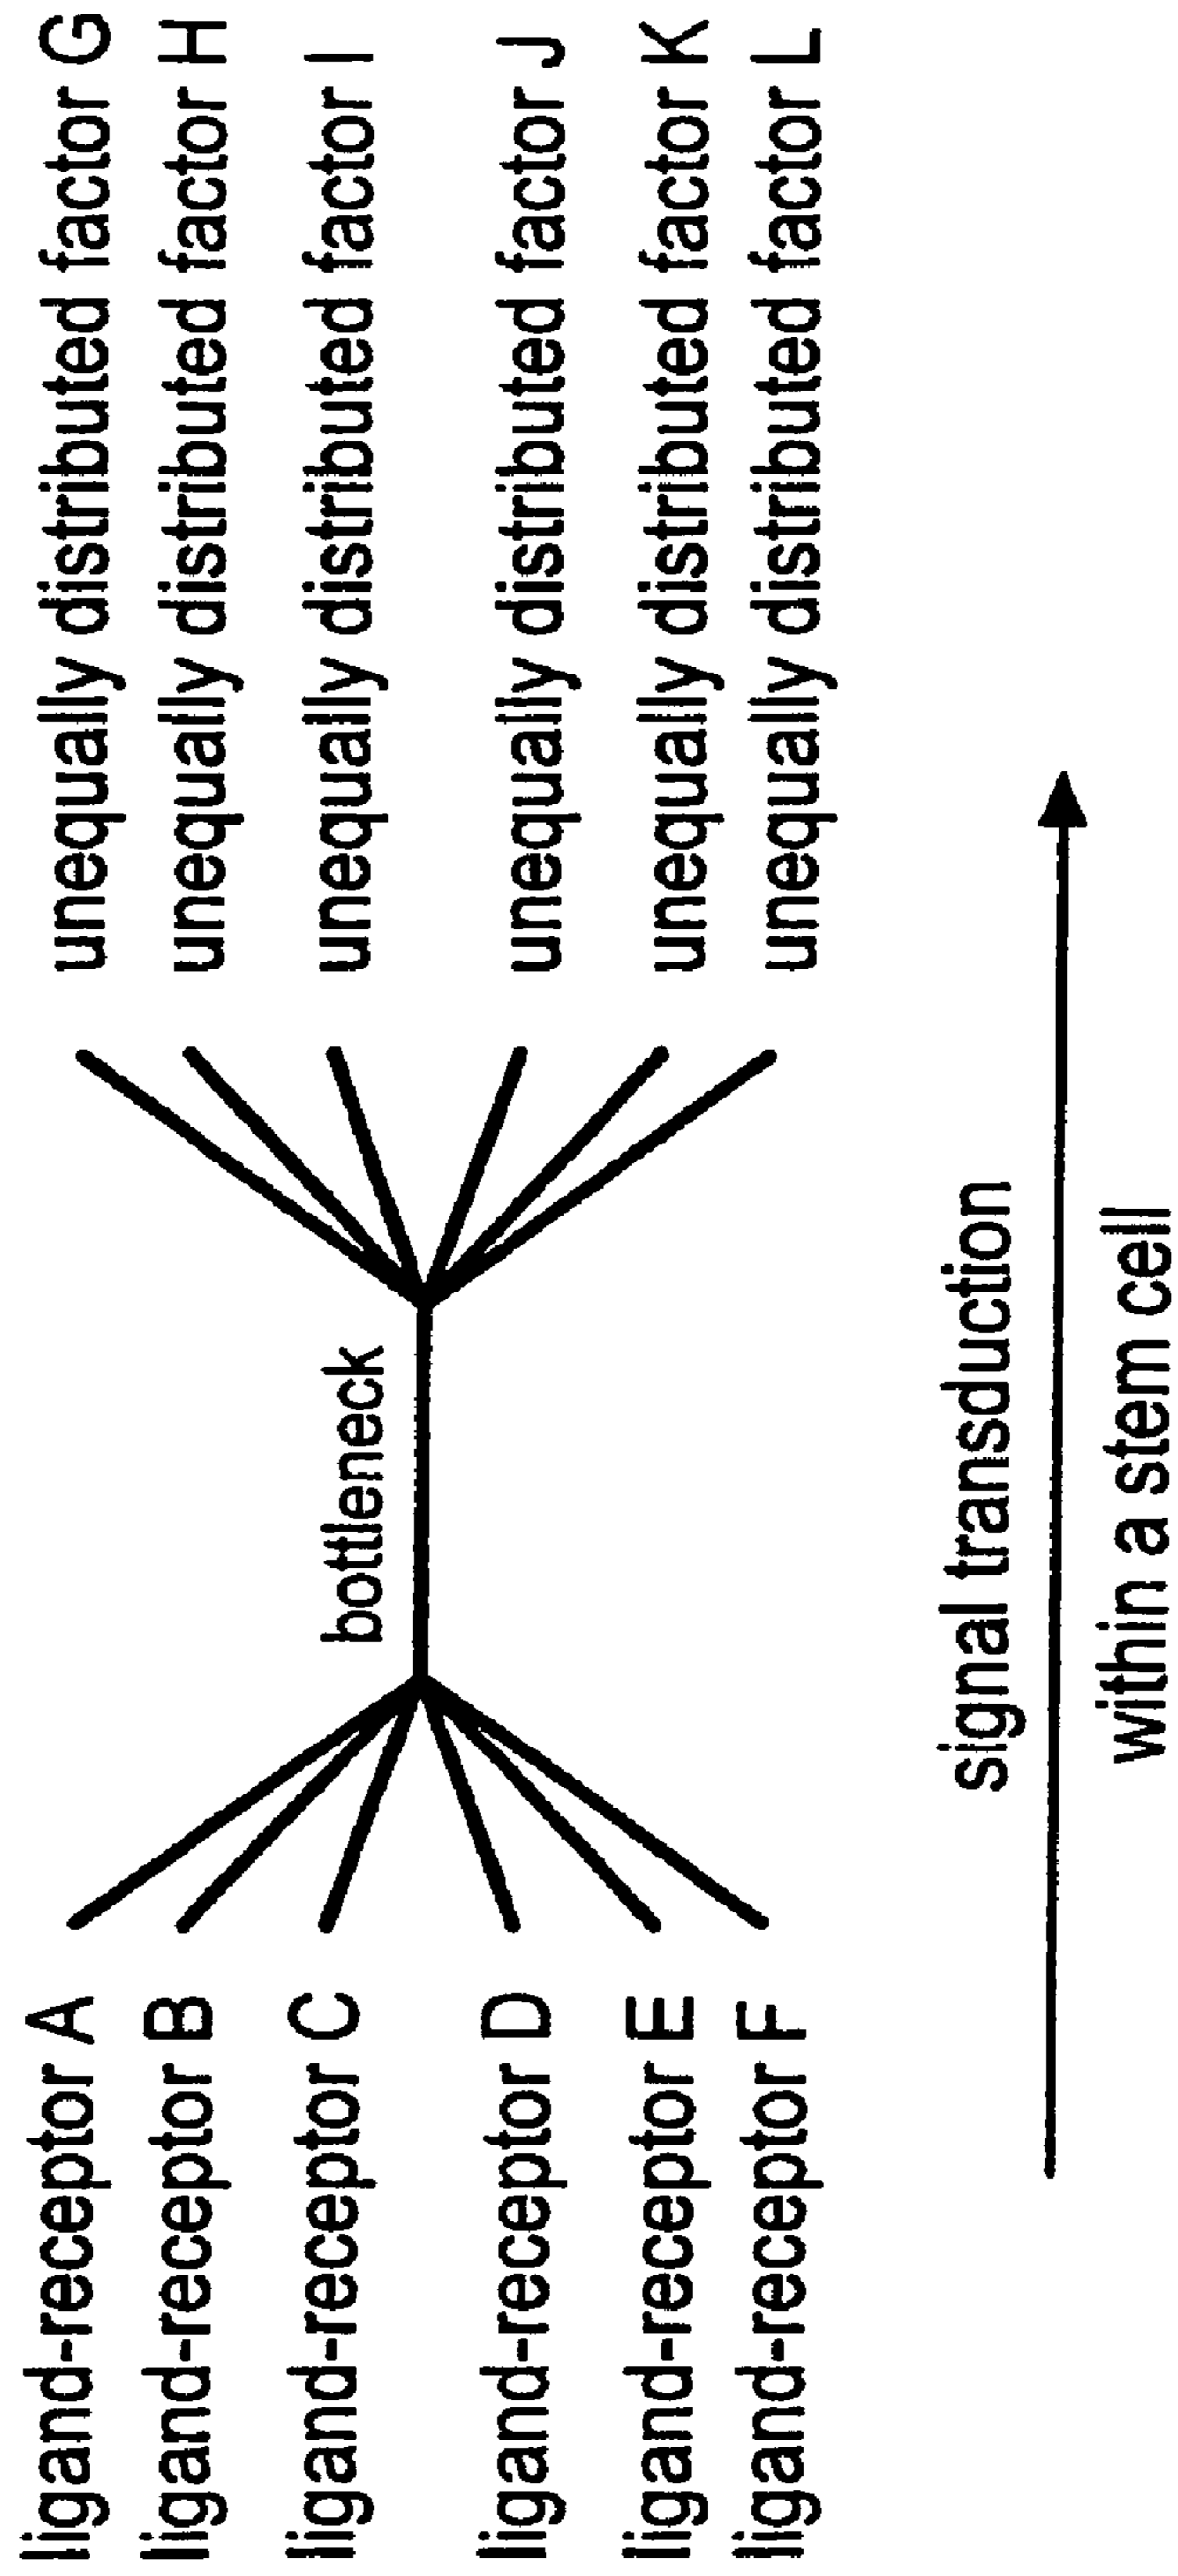 ligand-receptor A
ligand-receptor B
ligand-receptor C
ligand-receptor D
ligand-receptor E
ligand-receptor F
bottleneck
unequally distributed factor G
unequally distributed factor H
unequally distributed factor I
unequally distributed factor J
unequally distributed factor K
unequally distributed factor L
signal transduction
within a stem cell